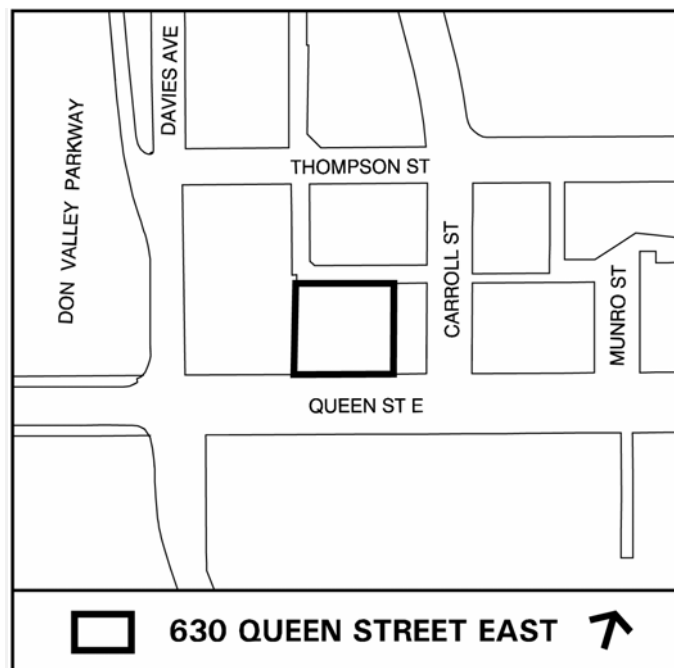 DAVIES AVE
DON VALLEY PARKWAY
THOMPSON ST
CARROLL ST
MUNRO ST
QUEEN ST E
630 QUEEN STREET EAST